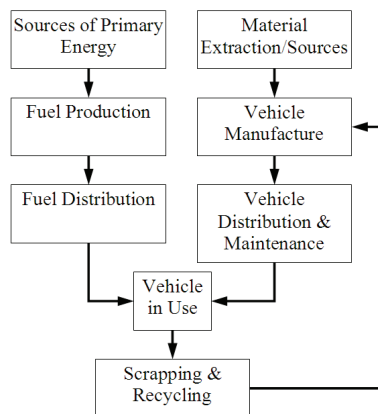 Sources of Primary
Energy
Material
Extraction/Sources
Fuel Production
Vehicle
Manufacture
Fuel Distribution
Vehicle
Distribution &
Maintenance
Vehicle
in Use
Scrapping &
Recycling